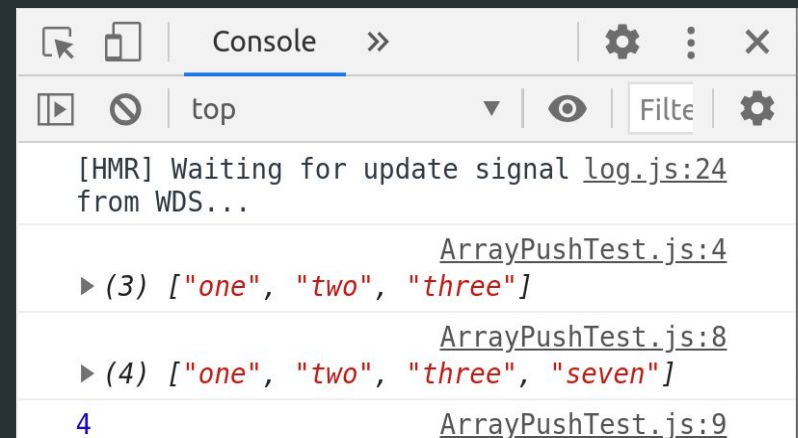 Console
top Filte
[HMR] Waiting for update signal log.js:24
from WDS...
ArrayPushTest.js:4
(3) ["one", "two", "three"]
ArrayPushTest.js:8
(4) ["one", "two", "three", "seven"]
4 ArrayPushTest.js:9